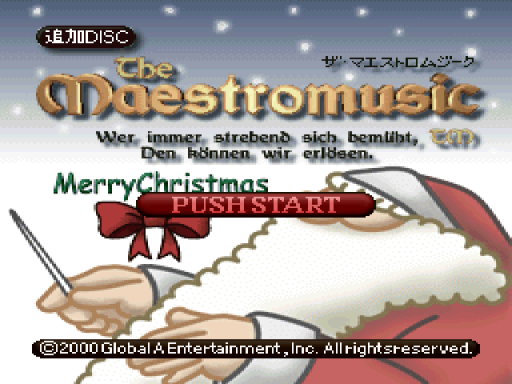 追加DISC
The
ザ・マエストロムジーク
Maestromusic
Wer immer strebend sich bemüht, TM
Den können wir erlösen.
MerryChristmas
PUSH START
©2000 Global A Entertainment, Inc. All rights reserved.